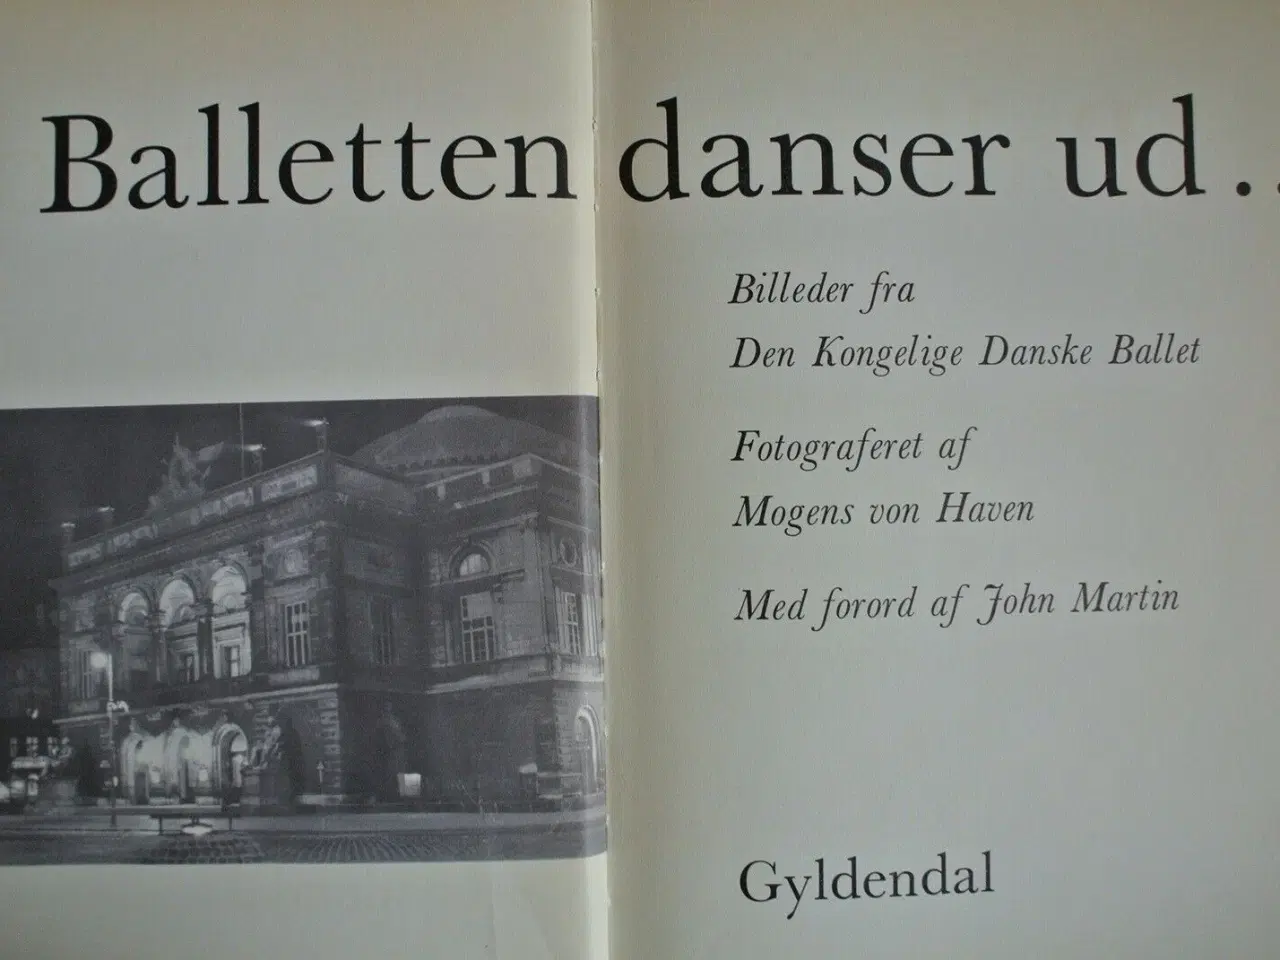 Balletten danser ud..
Billeder fra
Den Kongelige Danske Ballet
Fotograferet af
Mogens von Haven
Med forord af John Martin
Gyldendal